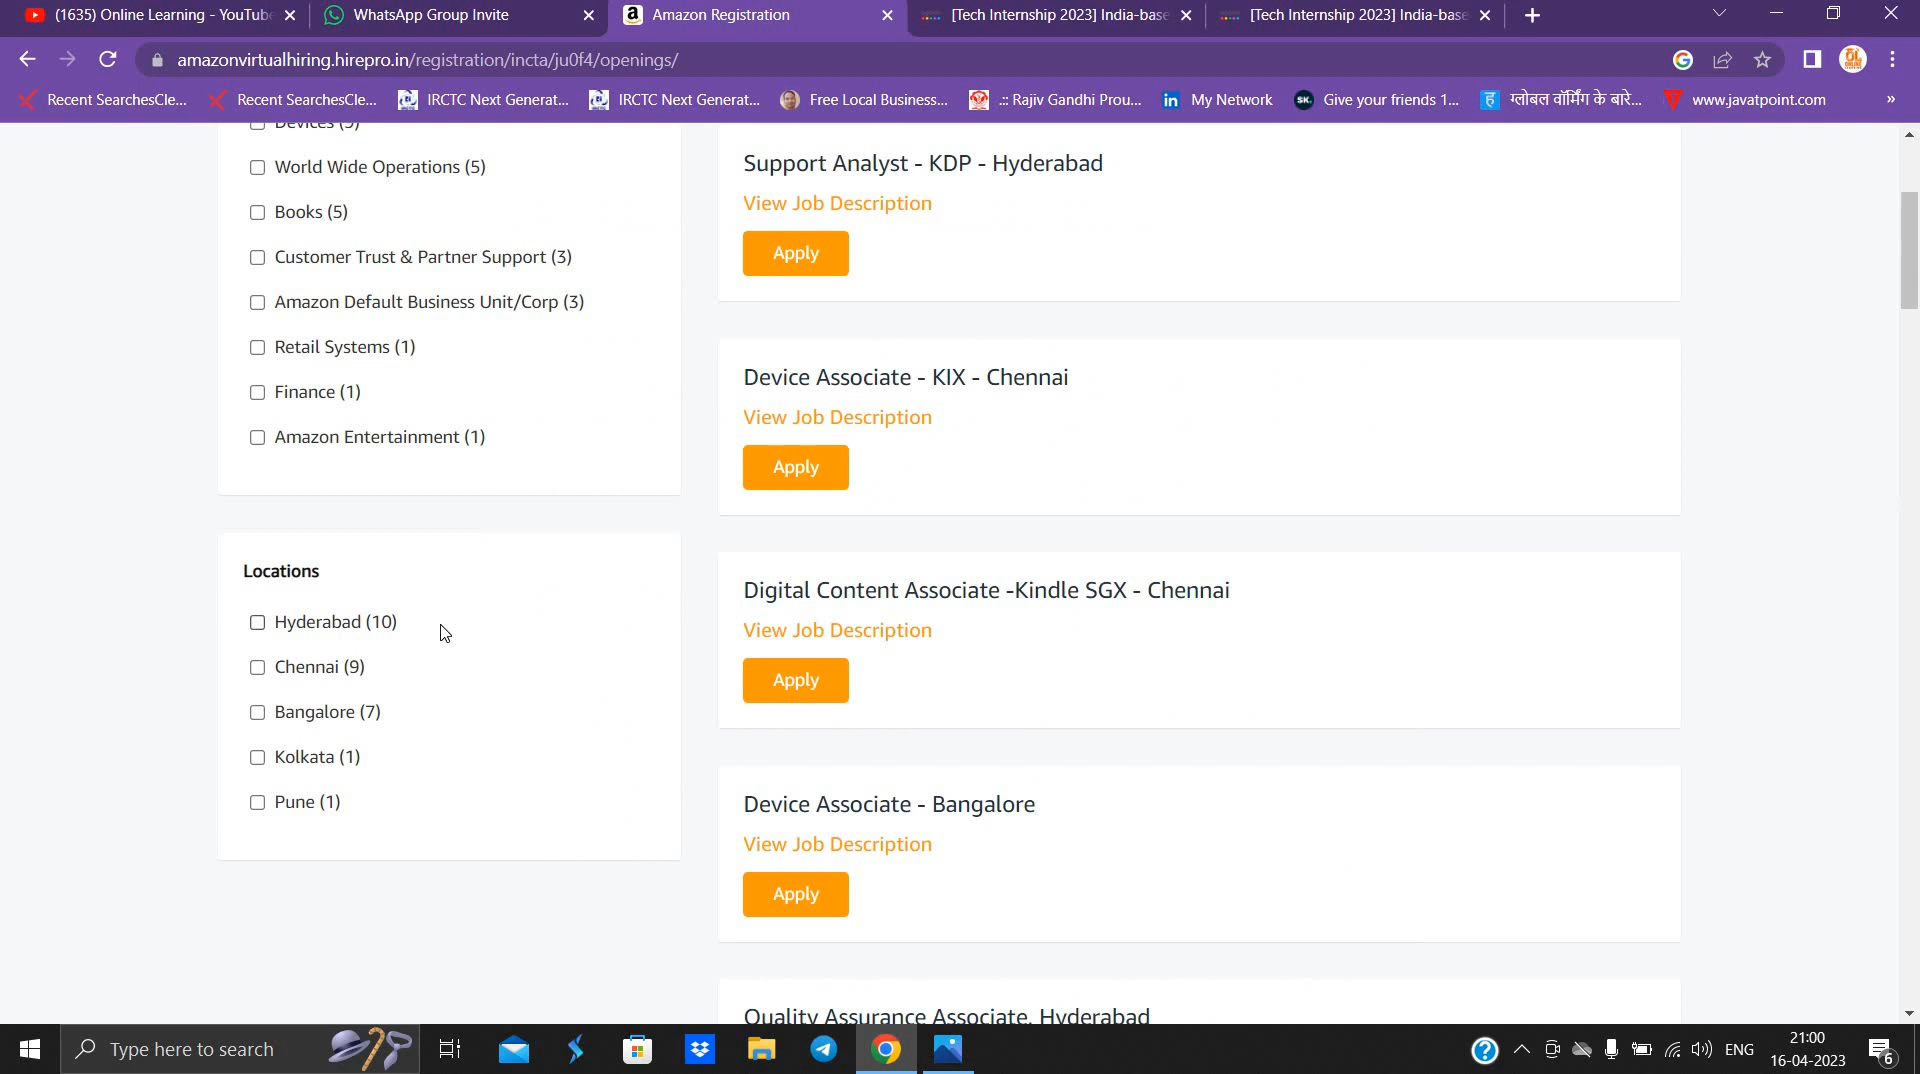 (1635) Online Learning - YouTube
WhatsApp Group Invite
Amazon Registration
[Tech Internship 2023] India-base
[Tech Internship 2023] India-base
amazonvirtualhiring.hirepro.in/registration/incta/ju0f4/openings/
Recent SearchesCle...
Recent SearchesCle...
IRCTC Next Generat...
IRCTC Next Generat...
Free Local Business...
.:: Rajiv Gandhi Prou...
My Network
Give your friends 1...
ग्लोबल वॉर्मिंग के बारे...
www.javatpoint.com
»
Devices (9)
World Wide Operations (5)
Books (5)
Customer Trust & Partner Support (3)
Amazon Default Business Unit/Corp (3)
Retail Systems (1)
Finance (1)
Amazon Entertainment (1)
Locations
Hyderabad (10)
Chennai (9)
Bangalore (7)
Kolkata (1)
Pune (1)
Support Analyst - KDP - Hyderabad
View Job Description
Apply
Device Associate - KIX - Chennai
View Job Description
Apply
Digital Content Associate -Kindle SGX - Chennai
View Job Description
Apply
Device Associate - Bangalore
View Job Description
Apply
Quality Assurance Associate, Hyderabad
Type here to search
ENG
21:00
16-04-2023
6